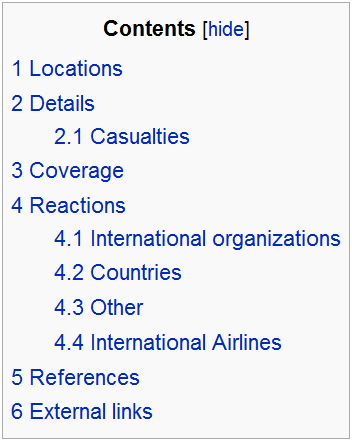 Contents [hide]
1 Locations
2 Details
2.1 Casualties
3 Coverage
4 Reactions
4.1 International organizations
4.2 Countries
4.3 Other
4.4 International Airlines
5 References
6 External links